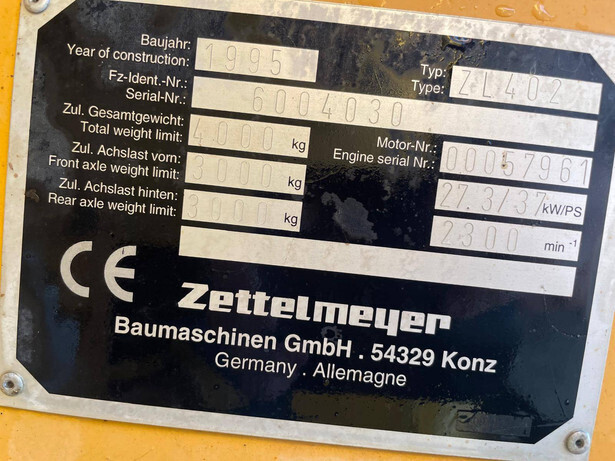 Baujahr:
Year of construction: 1995
Typ:
Type: ZL402
Fz-Ident.-Nr.:
Serial-Nr.: 6004030
Zul. Gesamtgewicht:
Total weight limit: 4000 kg
Motor-Nr.:
Engine serial Nr.: 00057961
Zul. Achslast vorn:
Front axle weight limit: 3000 kg
27.3/37 kW/PS
Zul. Achslast hinten:
Rear axle weight limit: 3000 kg
2300 min⁻¹
CE
Zettelmeyer
Baumaschinen GmbH . 54329 Konz
Germany . Allemagne